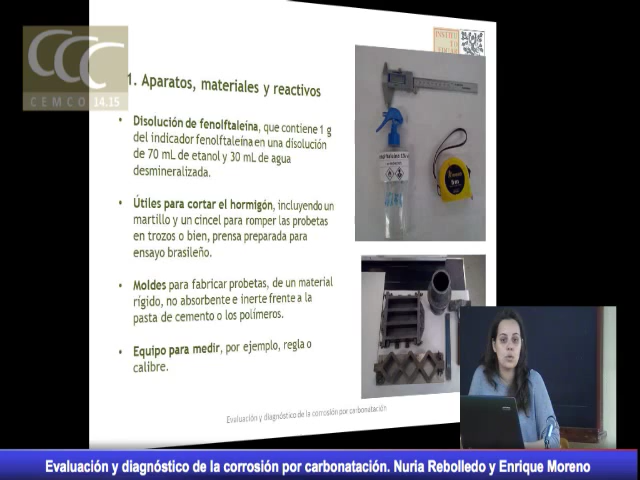 CCC
CEMCO 14.15
INSTITU
TO
EDUAR
1. Aparatos, materiales y reactivos
• Disolución de fenolftaleína, que contiene 1 g
del indicador fenolftaleína en una disolución
de 70 mL de etanol y 30 mL de agua
desmineralizada.
• Útiles para cortar el hormigón, incluyendo un
martillo y un cincel para romper las probetas
en trozos o bien, prensa preparada para
ensayo brasileño.
• Moldes para fabricar probetas, de un material
rígido, no absorbente e inerte frente a la
pasta de cemento o los polímeros.
• Equipo para medir, por ejemplo, regla o
calibre.
Evaluación y diagnóstico de la corrosión por carbonatación
Evaluación y diagnóstico de la corrosión por carbonatación. Nuria Rebolledo y Enrique Moreno